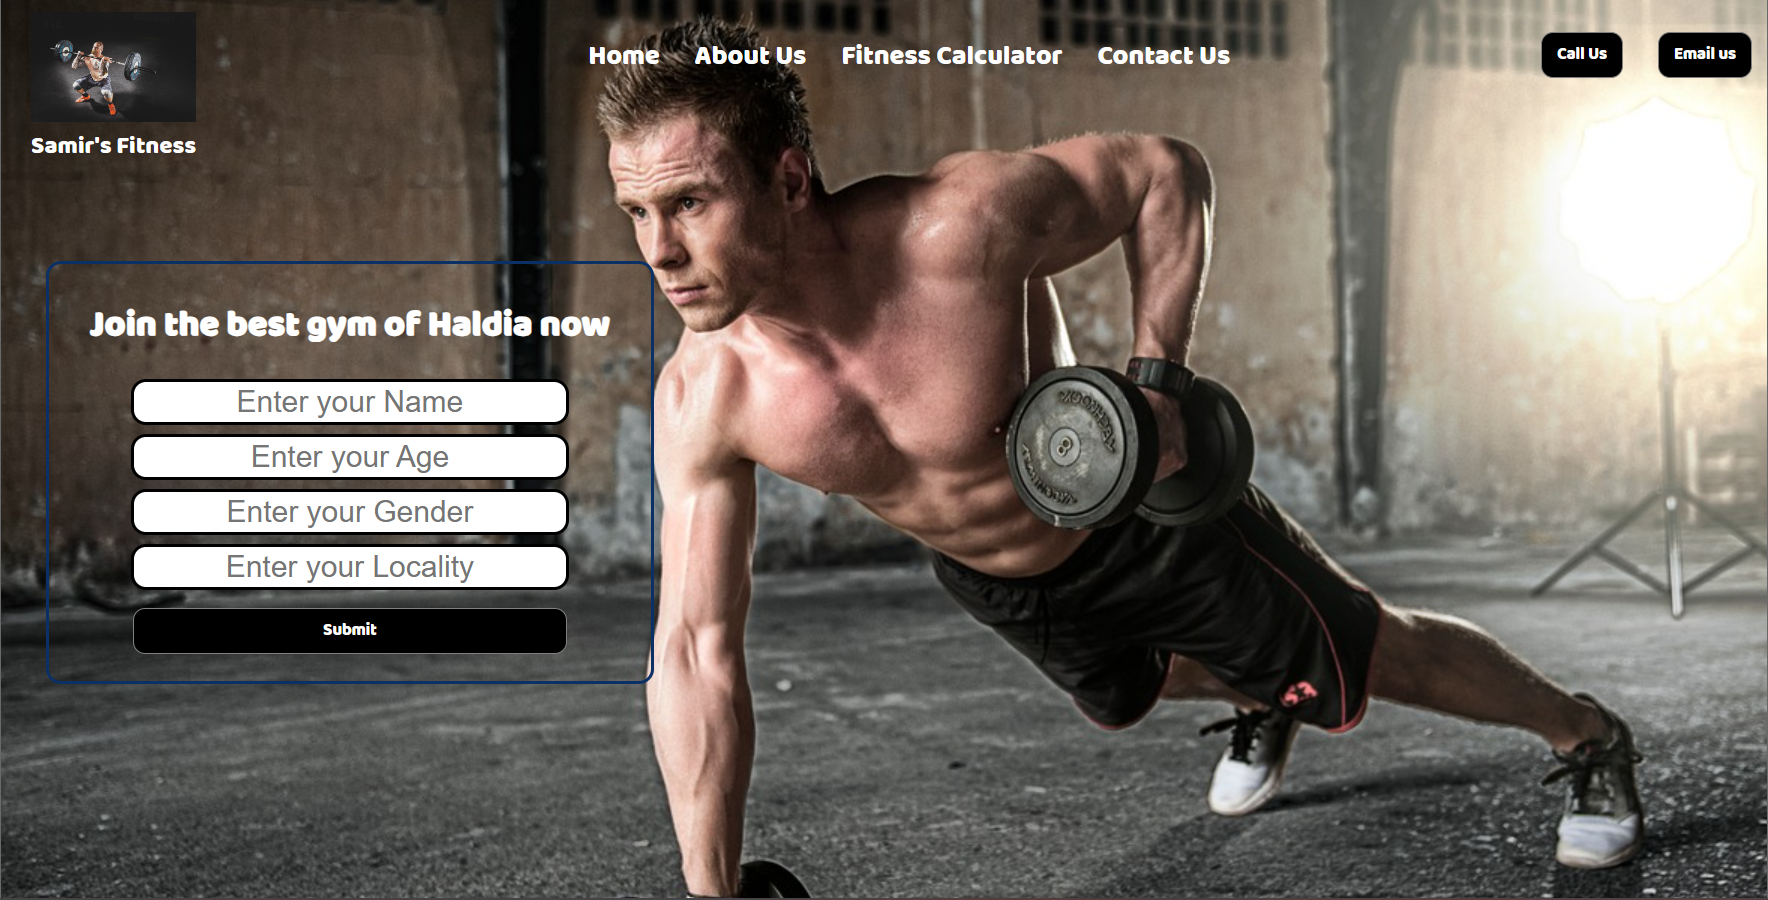 Home About Us Fitness Calculator Contact Us
Call Us Email us
Samir's Fitness
Join the best gym of Haldia now
Enter your Name
Enter your Age
Enter your Gender
Enter your Locality
Submit
8